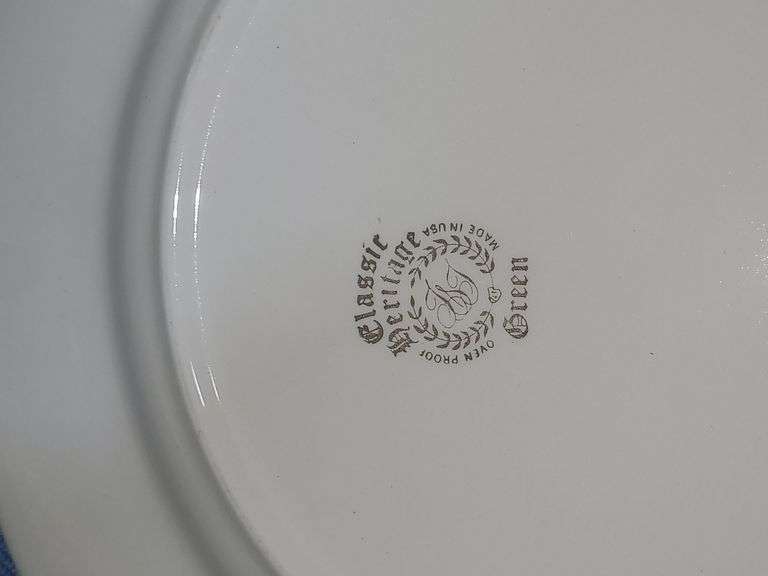 Classic
Heritage
OVEN PROOF
MADE IN USA
Green